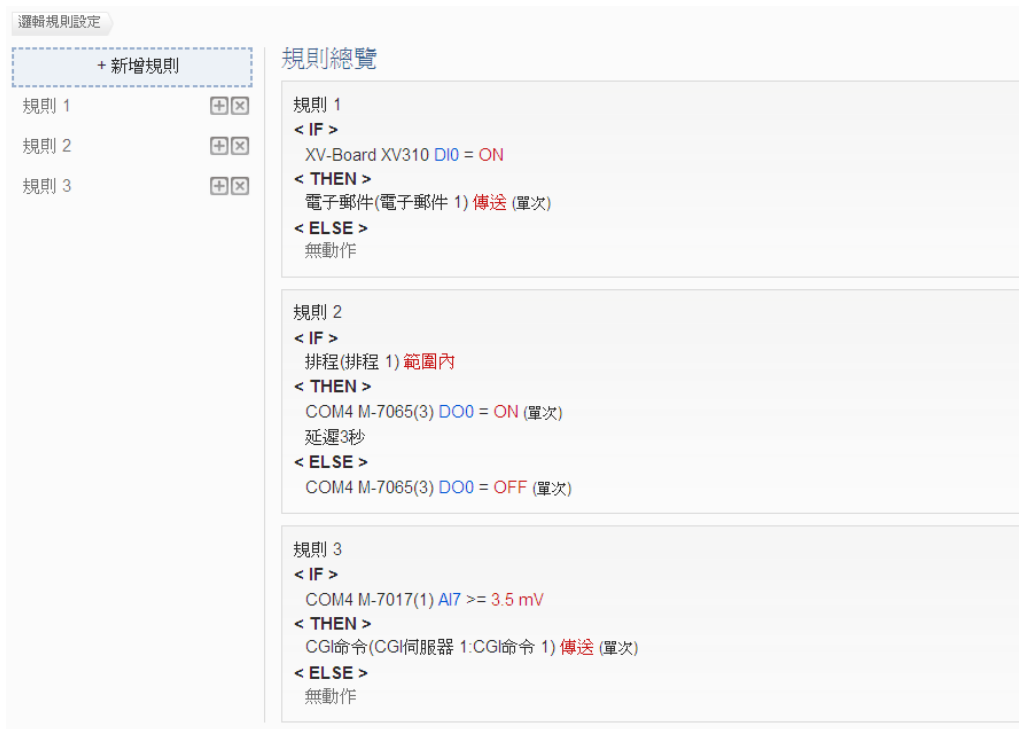 邏輯規則設定
+ 新增規則
規則 1
規則 2
規則 3
規則總覽
規則 1
< IF >
XV-Board XV310 DI0 = ON
< THEN >
電子郵件(電子郵件 1) 傳送 (單次)
< ELSE >
無動作
規則 2
< IF >
排程(排程 1) 範圍內
< THEN >
COM4 M-7065(3) DO0 = ON (單次)
延遲3秒
< ELSE >
COM4 M-7065(3) DO0 = OFF (單次)
規則 3
< IF >
COM4 M-7017(1) AI7 >= 3.5 mV
< THEN >
CGI命令(CGI伺服器 1:CGI命令 1) 傳送 (單次)
< ELSE >
無動作